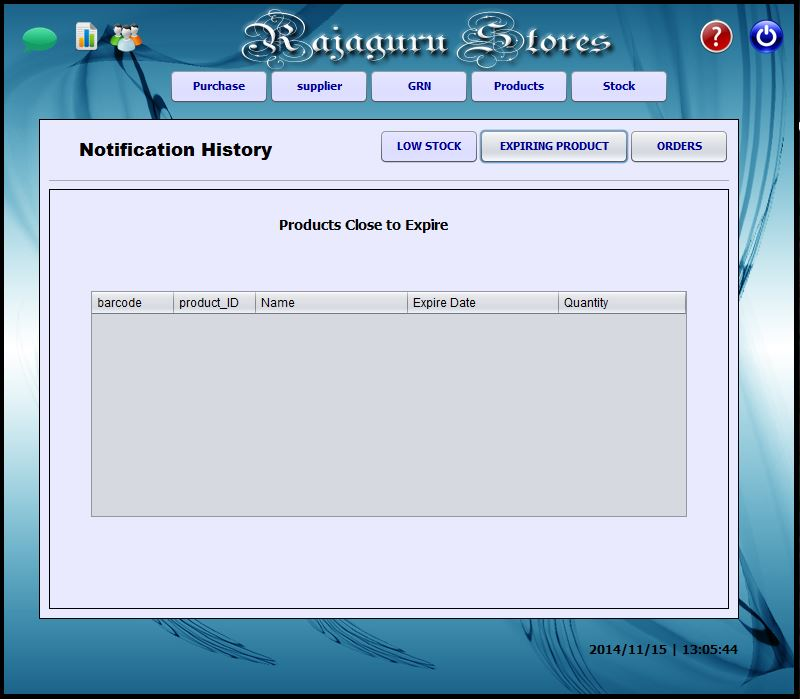 Rajaguru Stores
?
Purchase supplier GRN Products Stock
Notification History LOW STOCK EXPIRING PRODUCT ORDERS
Products Close to Expire
barcode product_ID Name Expire Date Quantity
2014/11/15 | 13:05:44